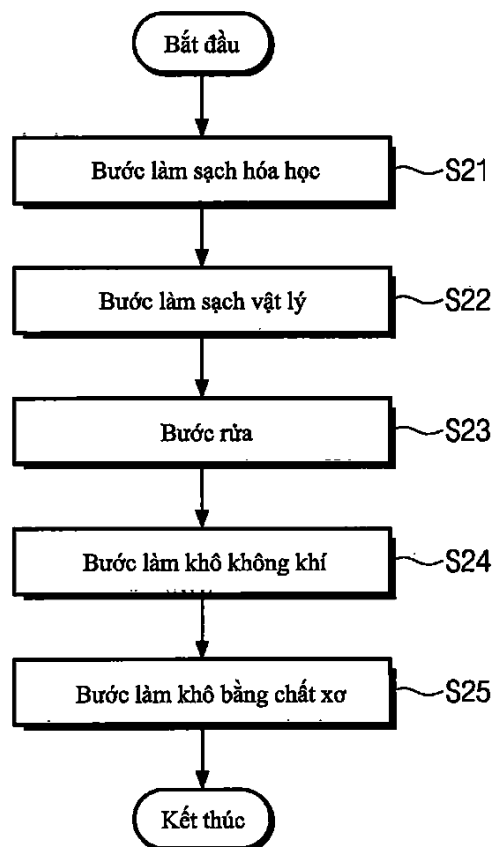 Bắt đầu
Bước làm sạch hóa học
S21
Bước làm sạch vật lý
S22
Bước rửa
S23
Bước làm khô không khí
S24
Bước làm khô bằng chất xơ
S25
Kết thúc